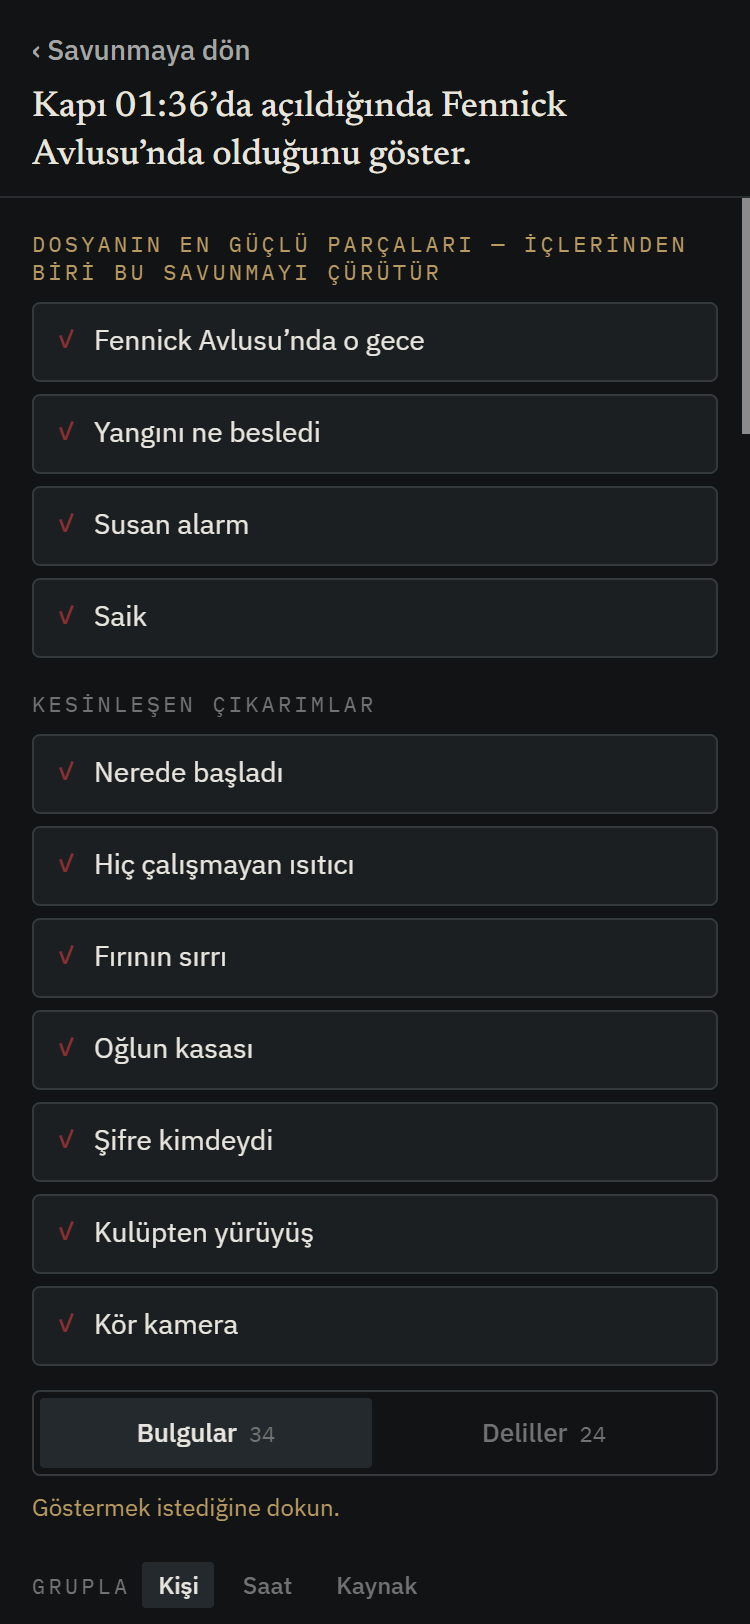 ‹ Savunmaya dön
Kapı 01:36’da açıldığında Fennick
Avlusu’nda olduğunu göster.
DOSYANIN EN GÜÇLÜ PARÇALARI — İÇLERİNDEN
BİRİ BU SAVUNMAYI ÇÜRÜTÜR
√ Fennick Avlusu’nda o gece
√ Yangını ne besledi
√ Susan alarm
√ Saik
KESİNLEŞEN ÇIKARIMLAR
√ Nerede başladı
√ Hiç çalışmayan ısıtıcı
√ Fırının sırrı
√ Oğlun kasası
√ Şifre kimdeydi
√ Kulüpten yürüyüş
√ Kör kamera
Bulgular 34 Deliller 24
Göstermek istediğine dokun.
GRUPLA Kişi Saat Kaynak